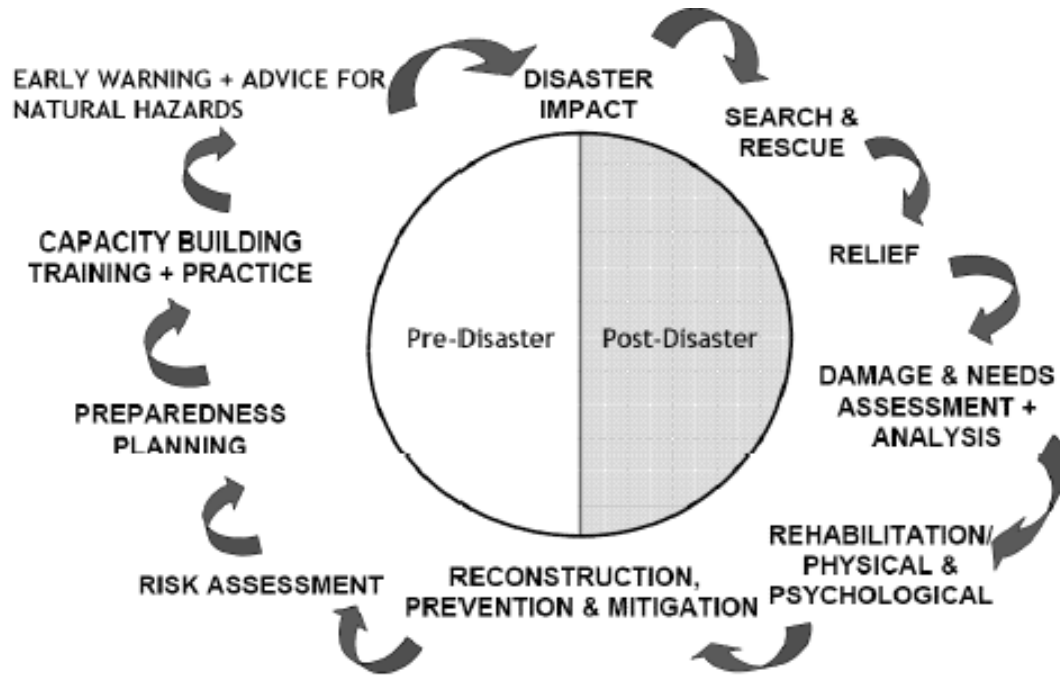 DISASTER
IMPACT
SEARCH &
RESCUE
RELIEF
DAMAGE & NEEDS
ASSESSMENT +
ANALYSIS
REHABILITATION/
PHYSICAL &
PSYCHOLOGICAL
RECONSTRUCTION,
PREVENTION & MITIGATION
RISK ASSESSMENT
PREPAREDNESS
PLANNING
CAPACITY BUILDING
TRAINING + PRACTICE
EARLY WARNING + ADVICE FOR
NATURAL HAZARDS
Pre-Disaster
Post-Disaster